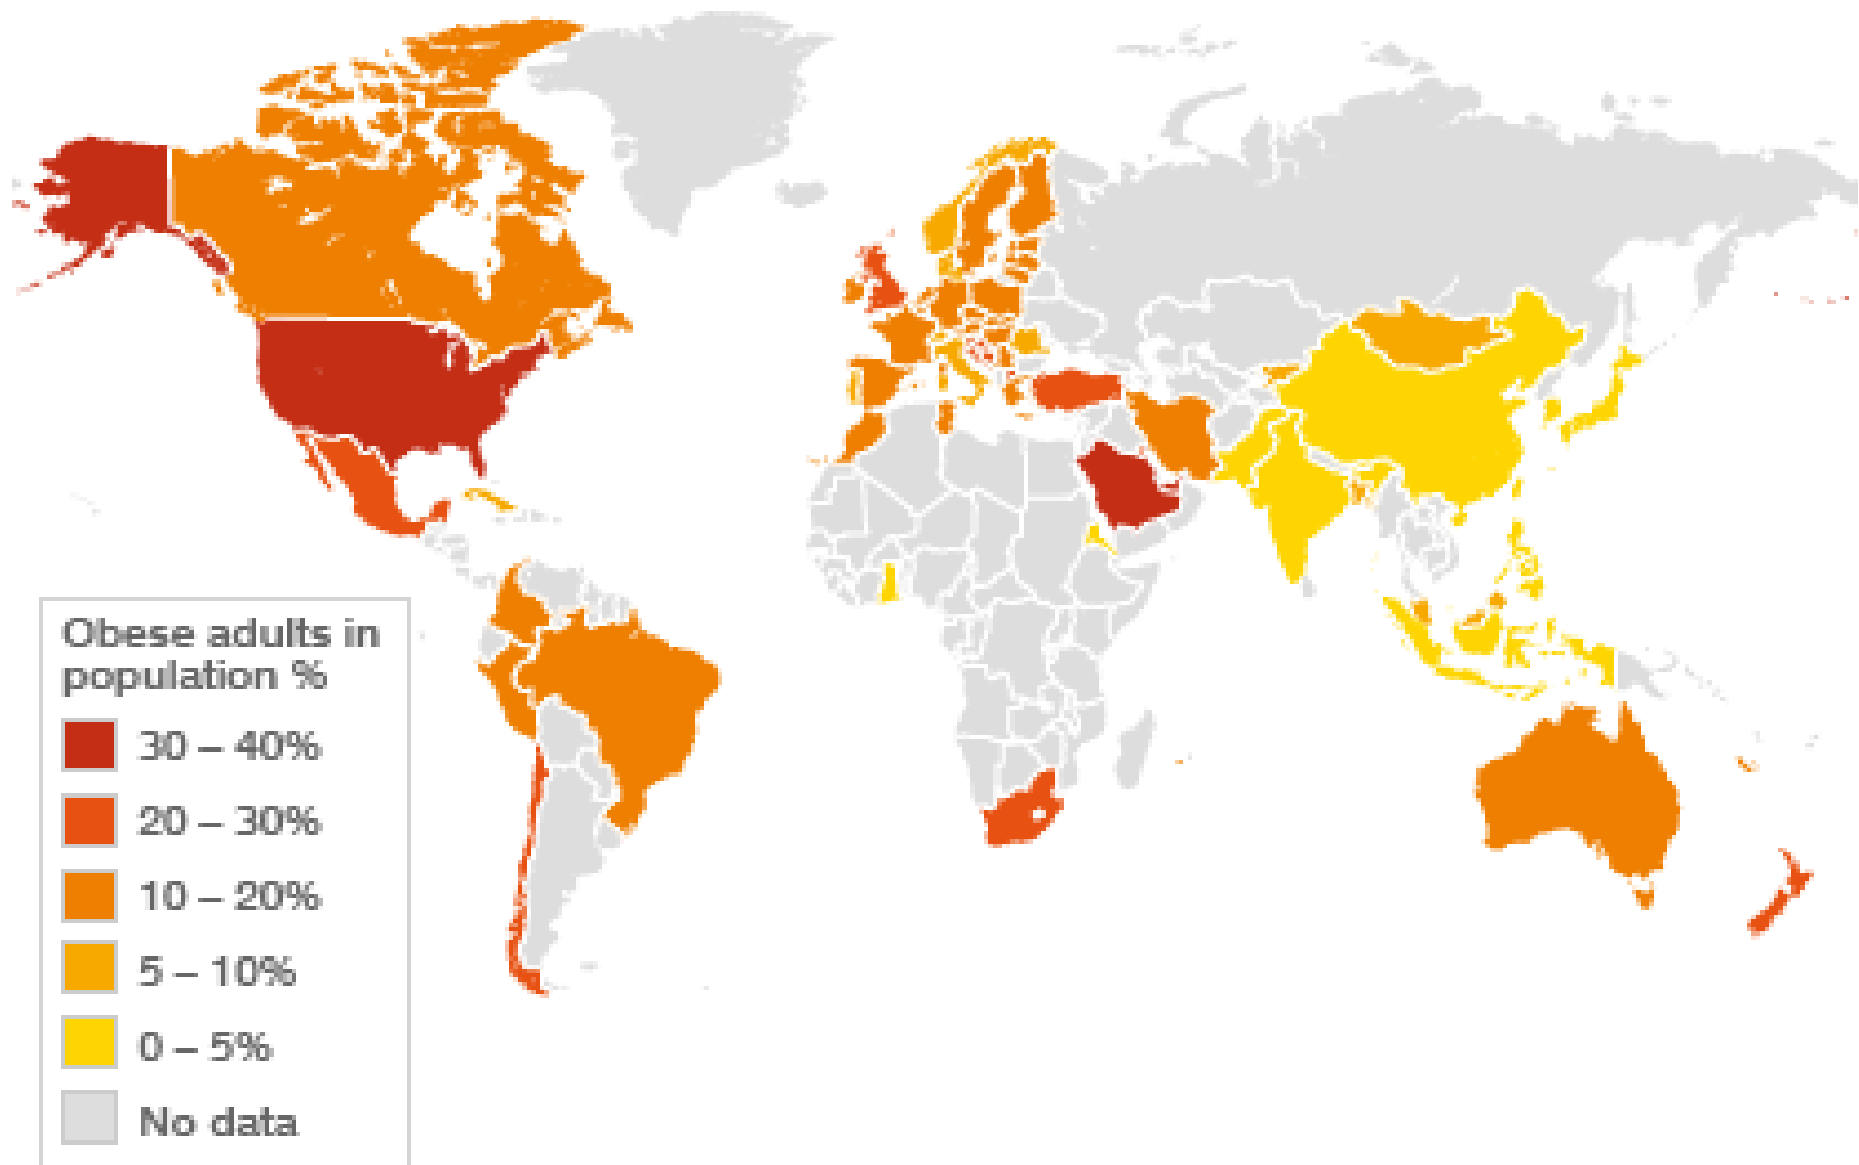 Obese adults in
population %
30 – 40%
20 – 30%
10 – 20%
5 – 10%
0 – 5%
No data